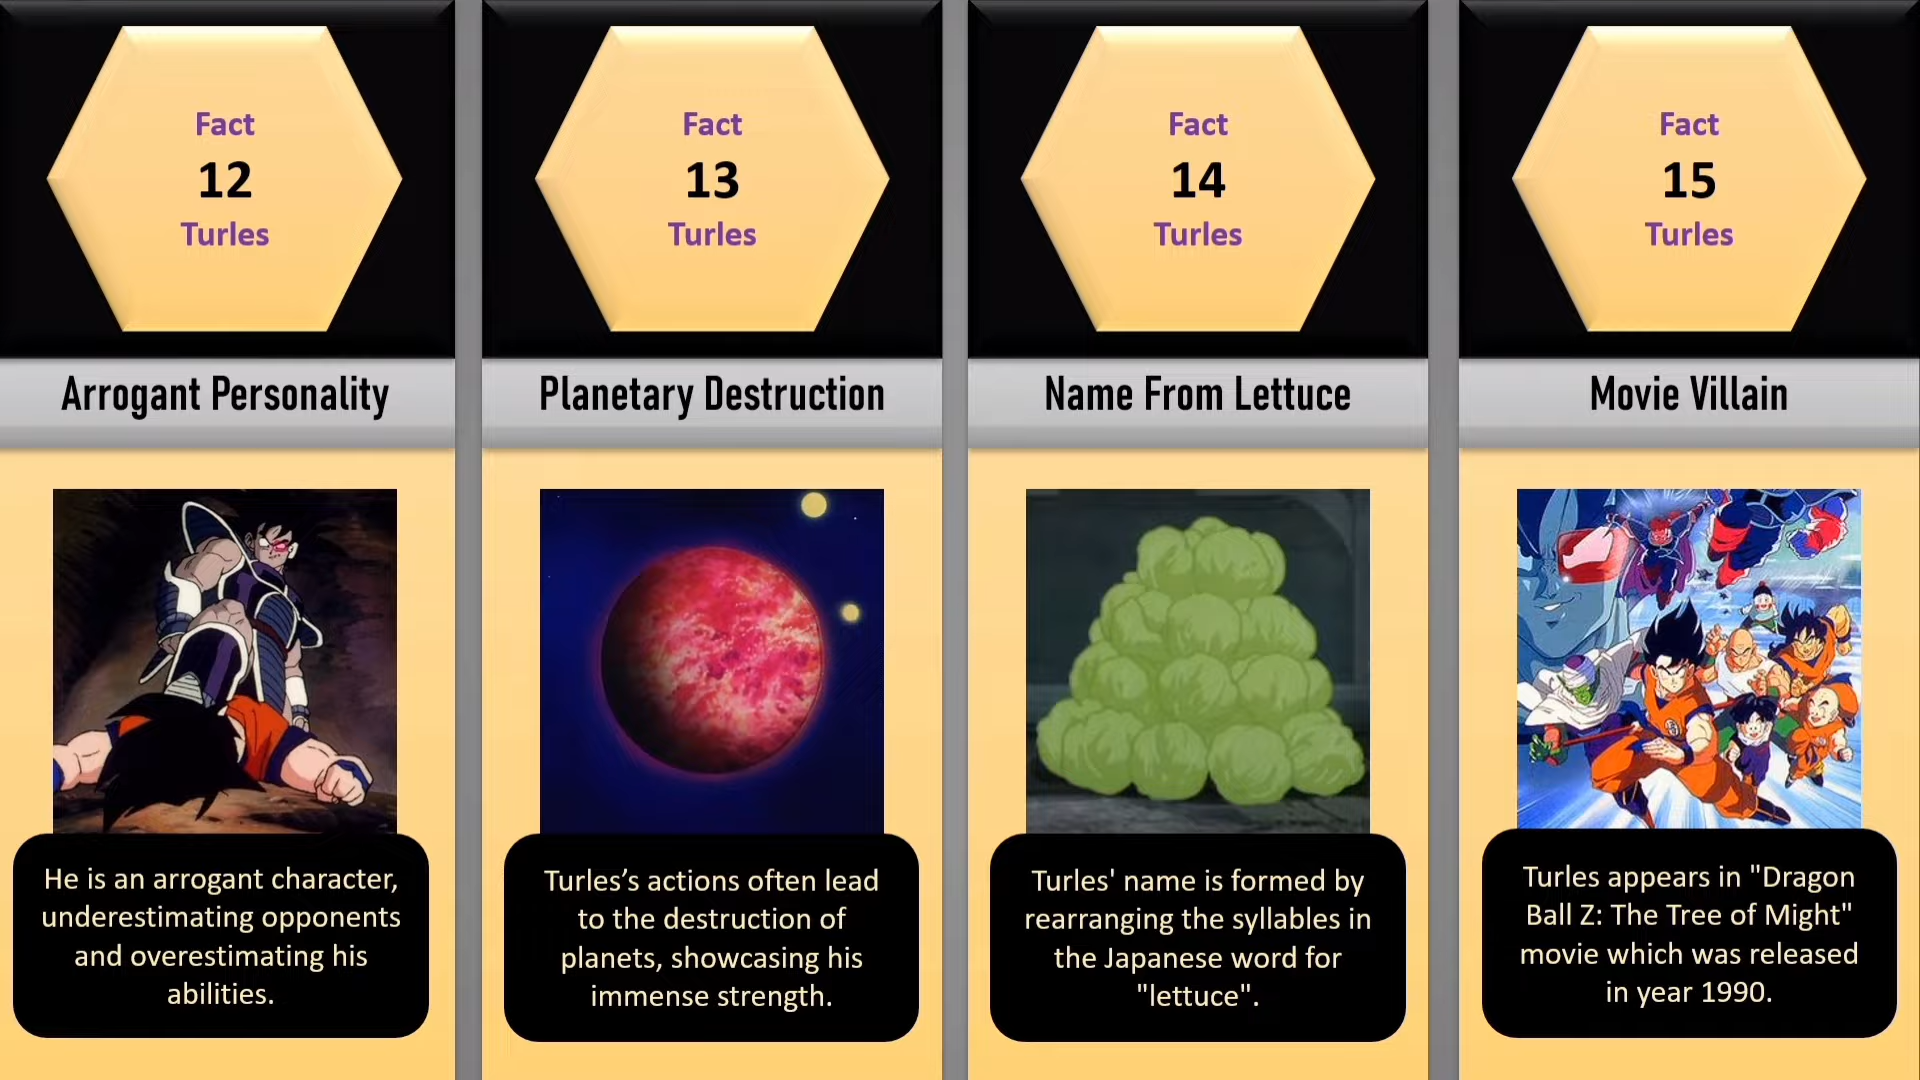 Fact
12
Turles
Arrogant Personality
He is an arrogant character,
underestimating opponents
and overestimating his
abilities.
Fact
13
Turles
Planetary Destruction
Turles’s actions often lead
to the destruction of
planets, showcasing his
immense strength.
Fact
14
Turles
Name From Lettuce
Turles' name is formed by
rearranging the syllables in
the Japanese word for
"lettuce".
Fact
15
Turles
Movie Villain
Turles appears in "Dragon
Ball Z: The Tree of Might"
movie which was released
in year 1990.